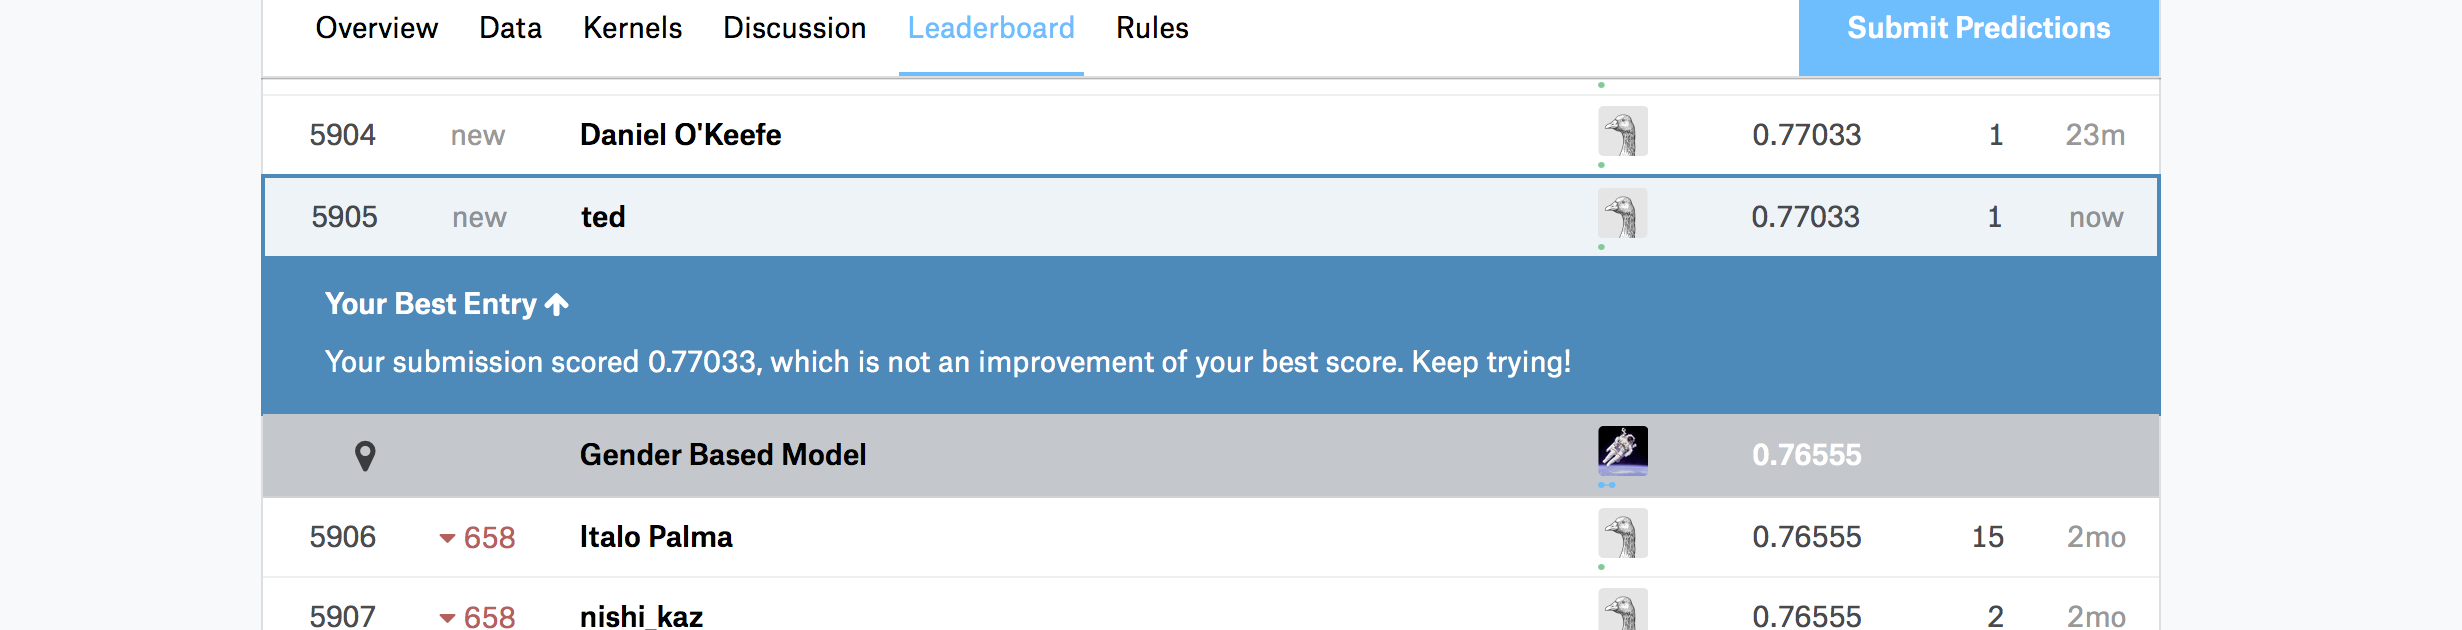 Overview Data Kernels Discussion Leaderboard Rules Submit Predictions
5904 new Daniel O'Keefe 0.77033 1 23m
5905 new ted 0.77033 1 now
Your Best Entry
Your submission scored 0.77033, which is not an improvement of your best score. Keep trying!
Gender Based Model 0.76555
5906 658 Italo Palma 0.76555 15 2mo
5907 658 nishi_kaz 0.76555 2 2mo